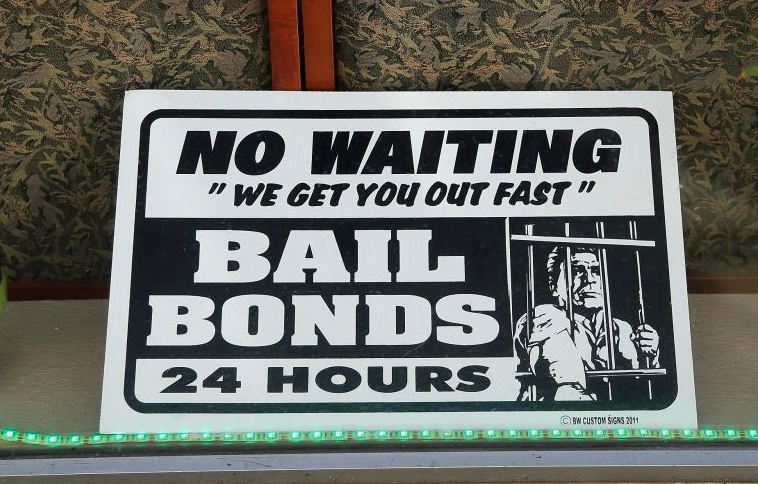 NO WAITING
" WE GET YOU OUT FAST "
BAIL
BONDS
24 HOURS
© BW CUSTOM SIGNS 2011